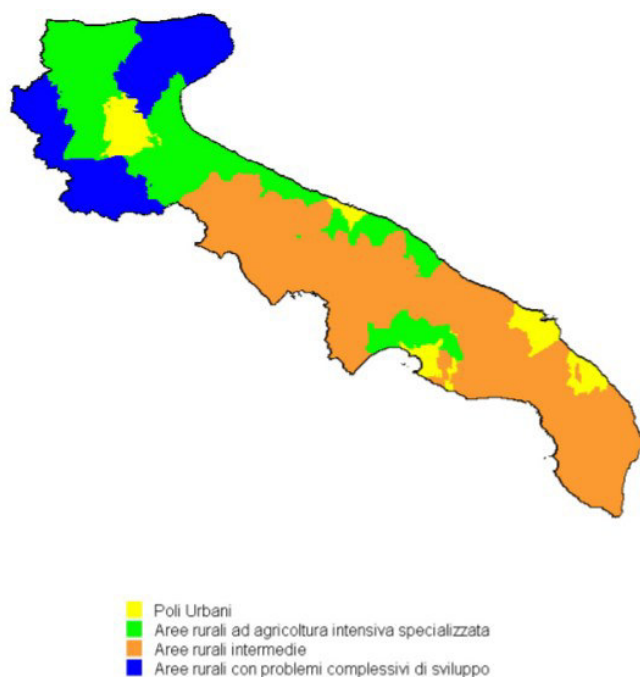 Poli Urbani
Aree rurali ad agricoltura intensiva specializzata
Aree rurali intermedie
Aree rurali con problemi complessivi di sviluppo